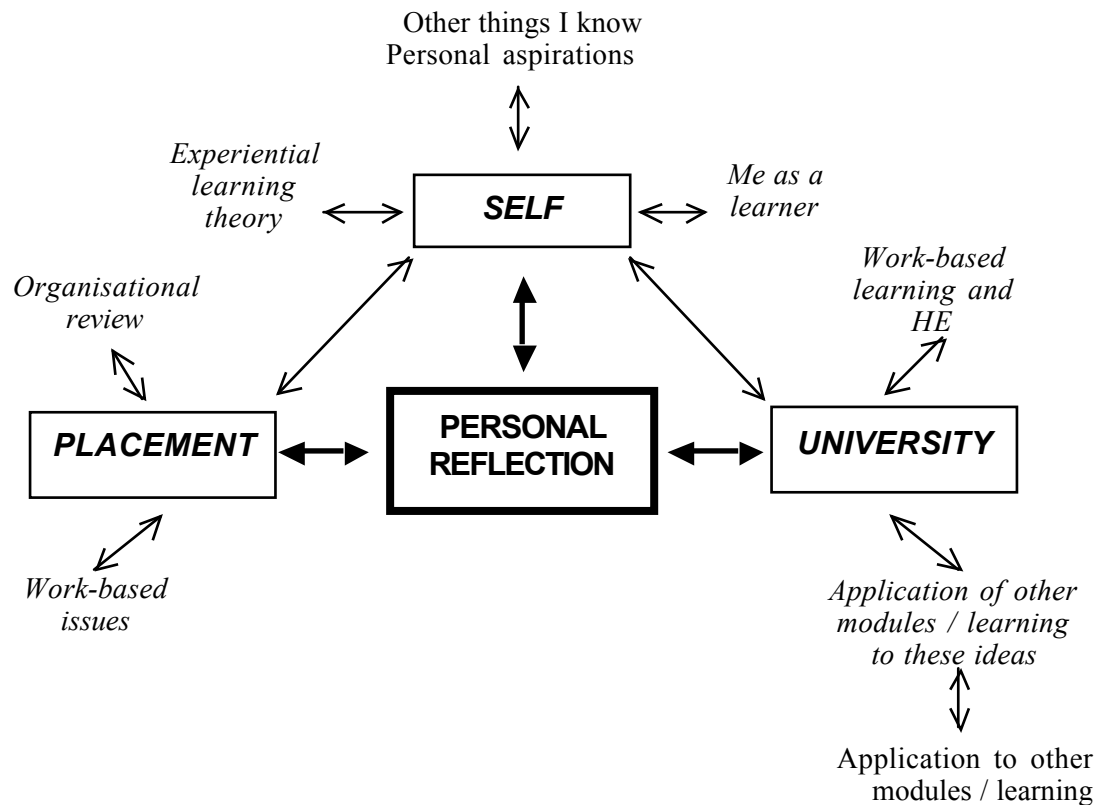 Other things I know
Personal aspirations
Experiential
learning
theory
SELF
Me as a
learner
Organisational
review
Work-based
learning and
HE
PLACEMENT
PERSONAL
REFLECTION
UNIVERSITY
Work-based
issues
Application of other
modules / learning
to these ideas
Application to other
modules / learning